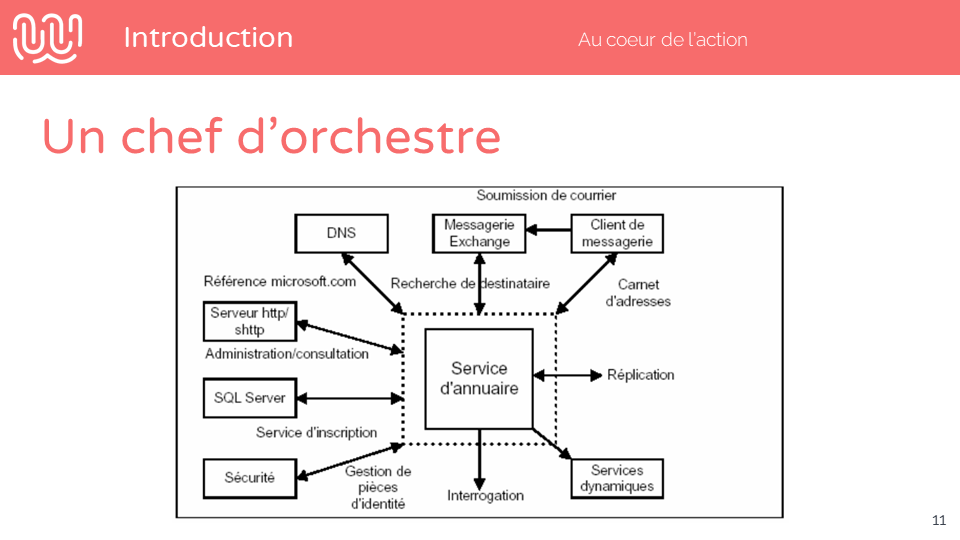 Introduction
Au coeur de l'action
Un chef d'orchestre
Soumission de courrier
DNS
Messagerie
Exchange
Client de
messagerie
Référence microsoft.com
Recherche de destinataire
Carnet
d'adresses
Serveur http/
shttp
Administration/consultation
Service
d'annuaire
Réplication
SQL Server
Service d'inscription
Sécurité
Gestion de
pièces
d'identité
Interrogation
Services
dynamiques
11